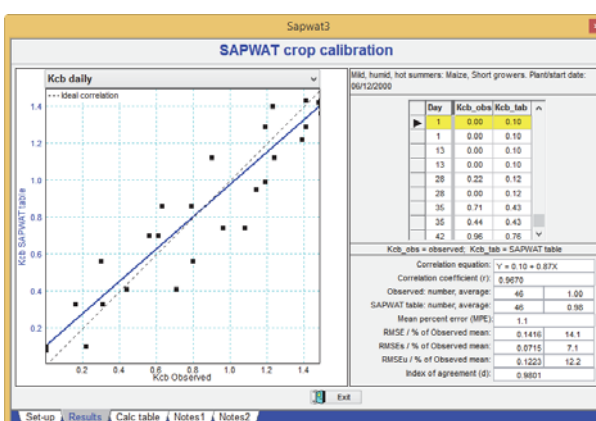 Sapwat3
SAPWAT crop calibration
Kcb daily
Ideal correlation
1.4
1.2
1.0
0.8
0.6
0.4
0.2
Kcb SAPWAT table
0.2 0.4 0.6 0.8 1.0 1.2 1.4
Kcb Observed
Mild, humid, hot summers: Maize, Short growers. Plant/start date:
06/12/2000
Day Kcb_obs Kcb_tab
1 0.00 0.10
1 0.00 0.10
13 0.00 0.10
13 0.00 0.10
28 0.22 0.12
28 0.00 0.12
35 0.71 0.43
35 0.44 0.43
42 0.96 0.76
Kcb_obs = observed; Kcb_tab = SAPWAT table
Correlation equation: Y = 0.10 + 0.87X
Correlation coefficient (r): 0.9670
Observed: number, average: 46 1.00
SAPWAT table: number, average: 46 0.98
Mean percent error (MPE): 1.1
RMSE / % of Observed mean: 0.1416 14.1
RMSEs / % of Observed mean: 0.0715 7.1
RMSEu / % of Observed mean: 0.1223 12.2
Index of agreement (d): 0.9801
Exit
Set-up Results Calc table Notes1 Notes2